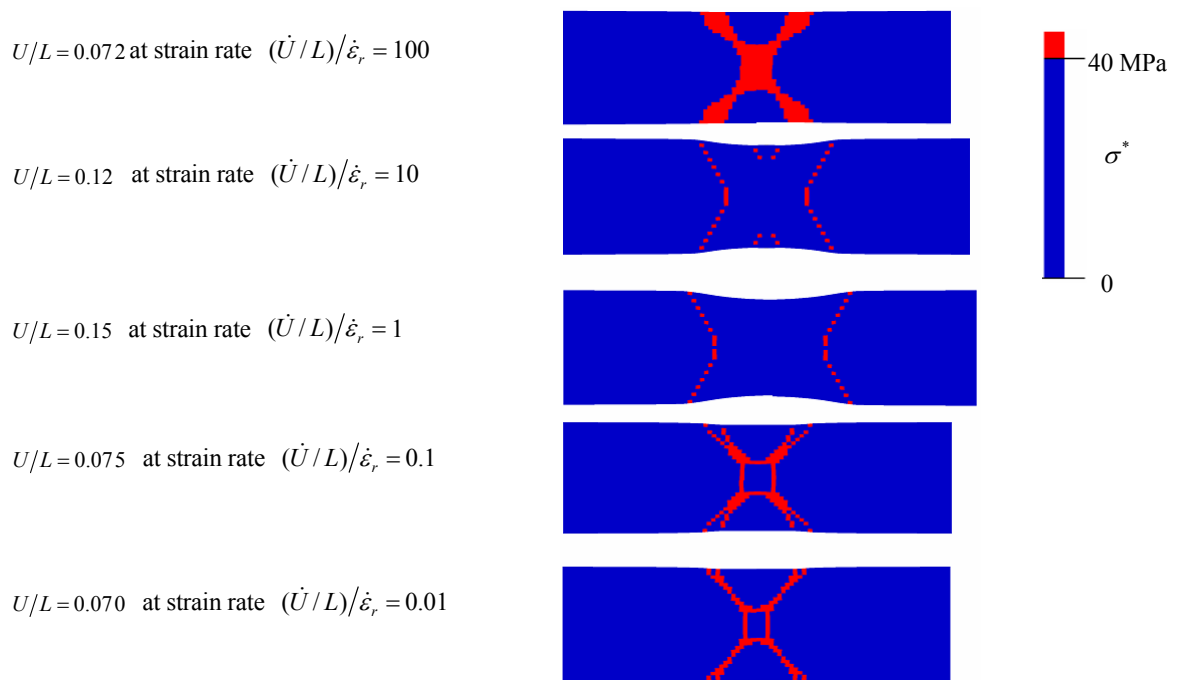 U/L = 0.072 at strain rate (U̇/L)/ε̇ᵣ = 100
40 MPa
σ*
U/L = 0.12 at strain rate (U̇/L)/ε̇ᵣ = 10
0
U/L = 0.15 at strain rate (U̇/L)/ε̇ᵣ = 1
U/L = 0.075 at strain rate (U̇/L)/ε̇ᵣ = 0.1
U/L = 0.070 at strain rate (U̇/L)/ε̇ᵣ = 0.01